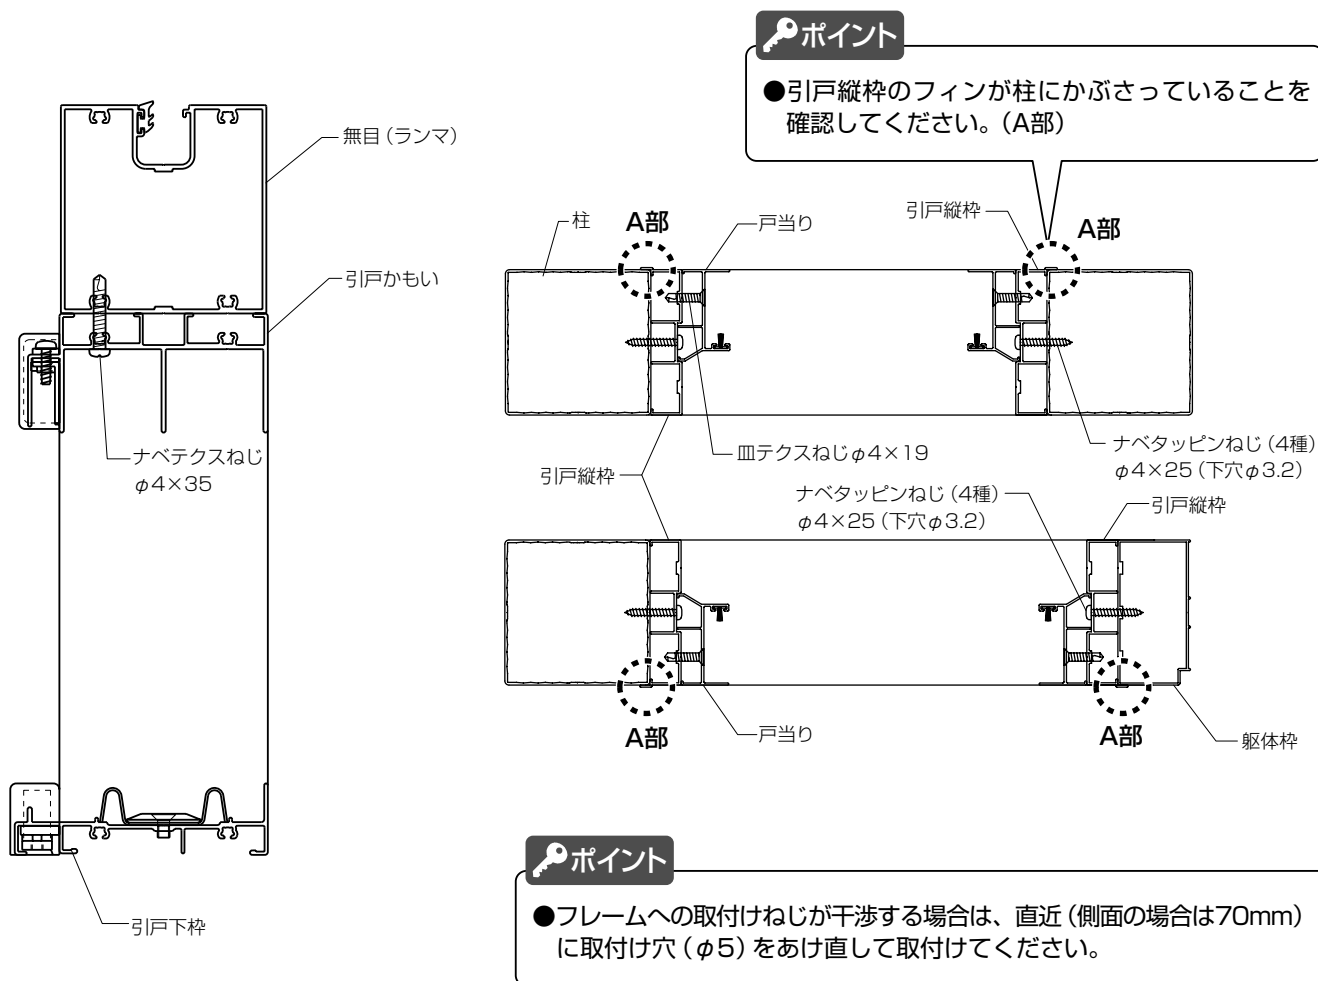 ポイント
●引戸縦枠のフィンが柱にかぶさっていることを
確認してください。（A部）
無目（ランマ）
引戸かもい
ナベテクスねじ
φ4×35
引戸下枠
柱
A部
戸当り
引戸縦枠
A部
引戸縦枠
皿テクスねじφ4×19
ナベタッピンねじ（4種）
φ4×25（下穴φ3.2）
ナベタッピンねじ（4種）
φ4×25（下穴φ3.2）
引戸縦枠
A部
戸当り
A部
躯体枠
ポイント
●フレームへの取付けねじが干渉する場合は、直近（側面の場合は70mm）
に取付け穴（φ5）をあけ直して取付けてください。